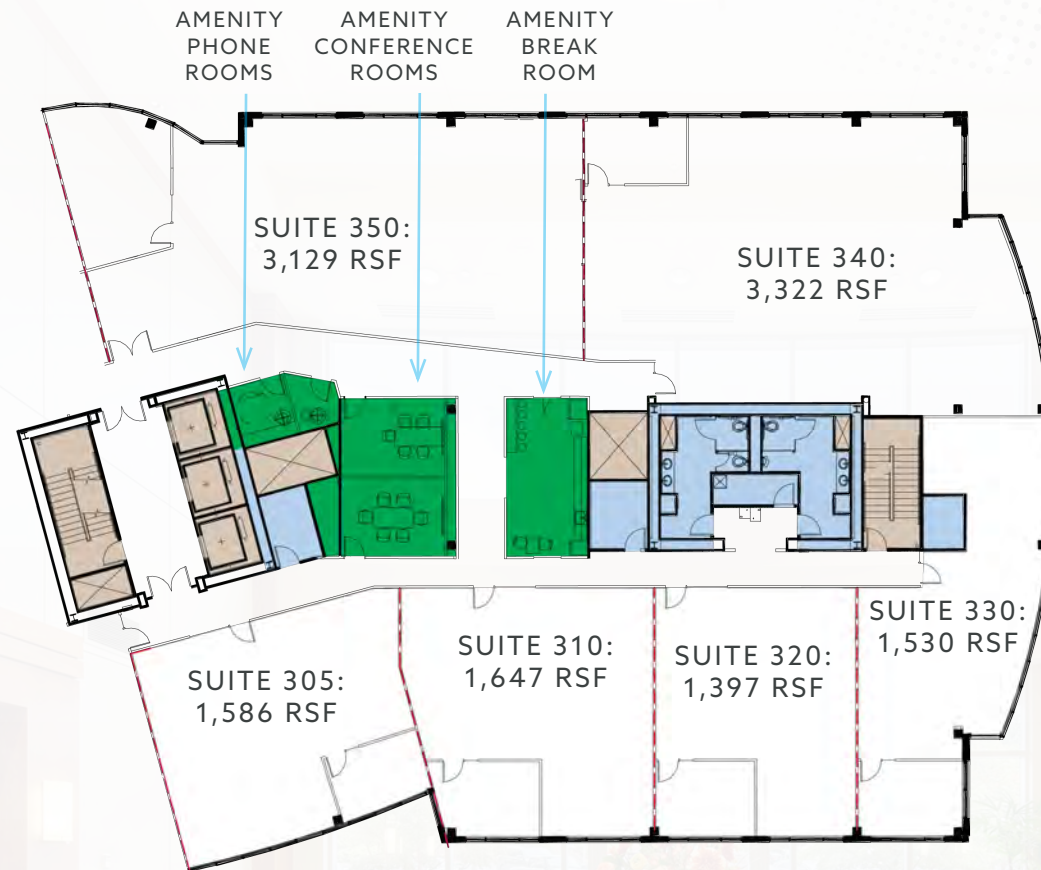 AMENITY
PHONE
ROOMS
AMENITY
CONFERENCE
ROOMS
AMENITY
BREAK
ROOM
SUITE 350:
3,129 RSF
SUITE 340:
3,322 RSF
SUITE 305:
1,586 RSF
SUITE 310:
1,647 RSF
SUITE 320:
1,397 RSF
SUITE 330:
1,530 RSF